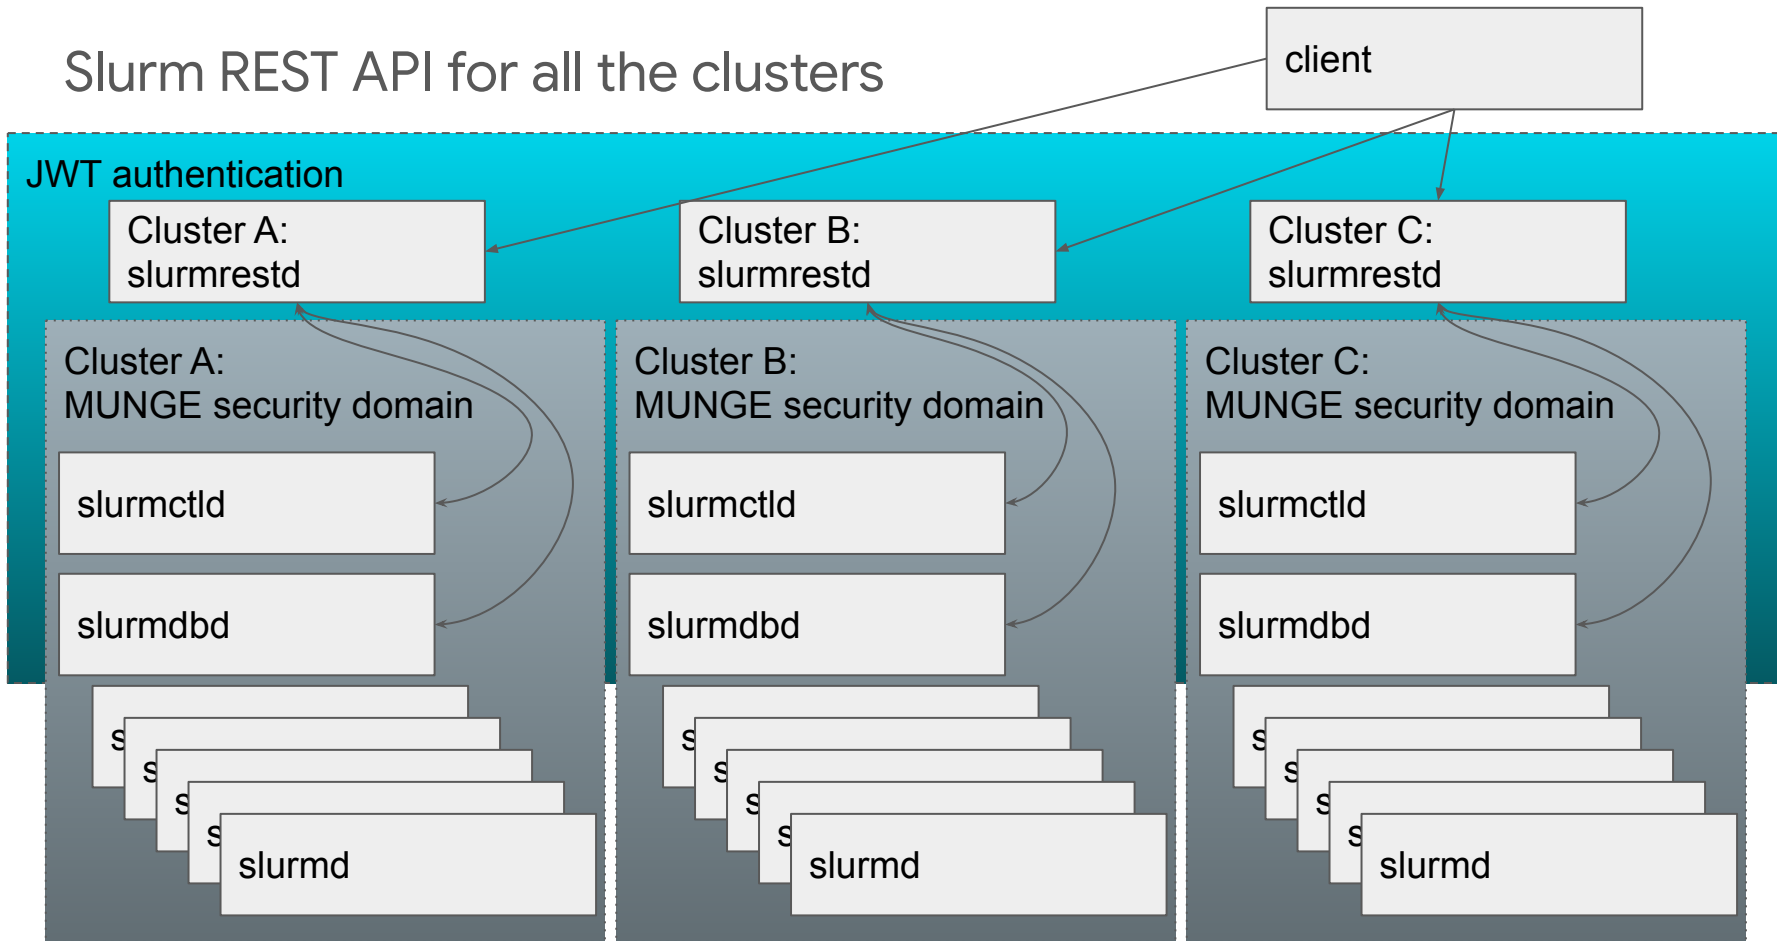 Slurm REST API for all the clusters
client
JWT authentication
Cluster A:
slurmrestd
Cluster B:
slurmrestd
Cluster C:
slurmrestd
Cluster A:
MUNGE security domain
slurmctld
slurmdbd
s
s
s
s
slurmd
Cluster B:
MUNGE security domain
slurmctld
slurmdbd
s
s
s
s
slurmd
Cluster C:
MUNGE security domain
slurmctld
slurmdbd
s
s
s
s
slurmd